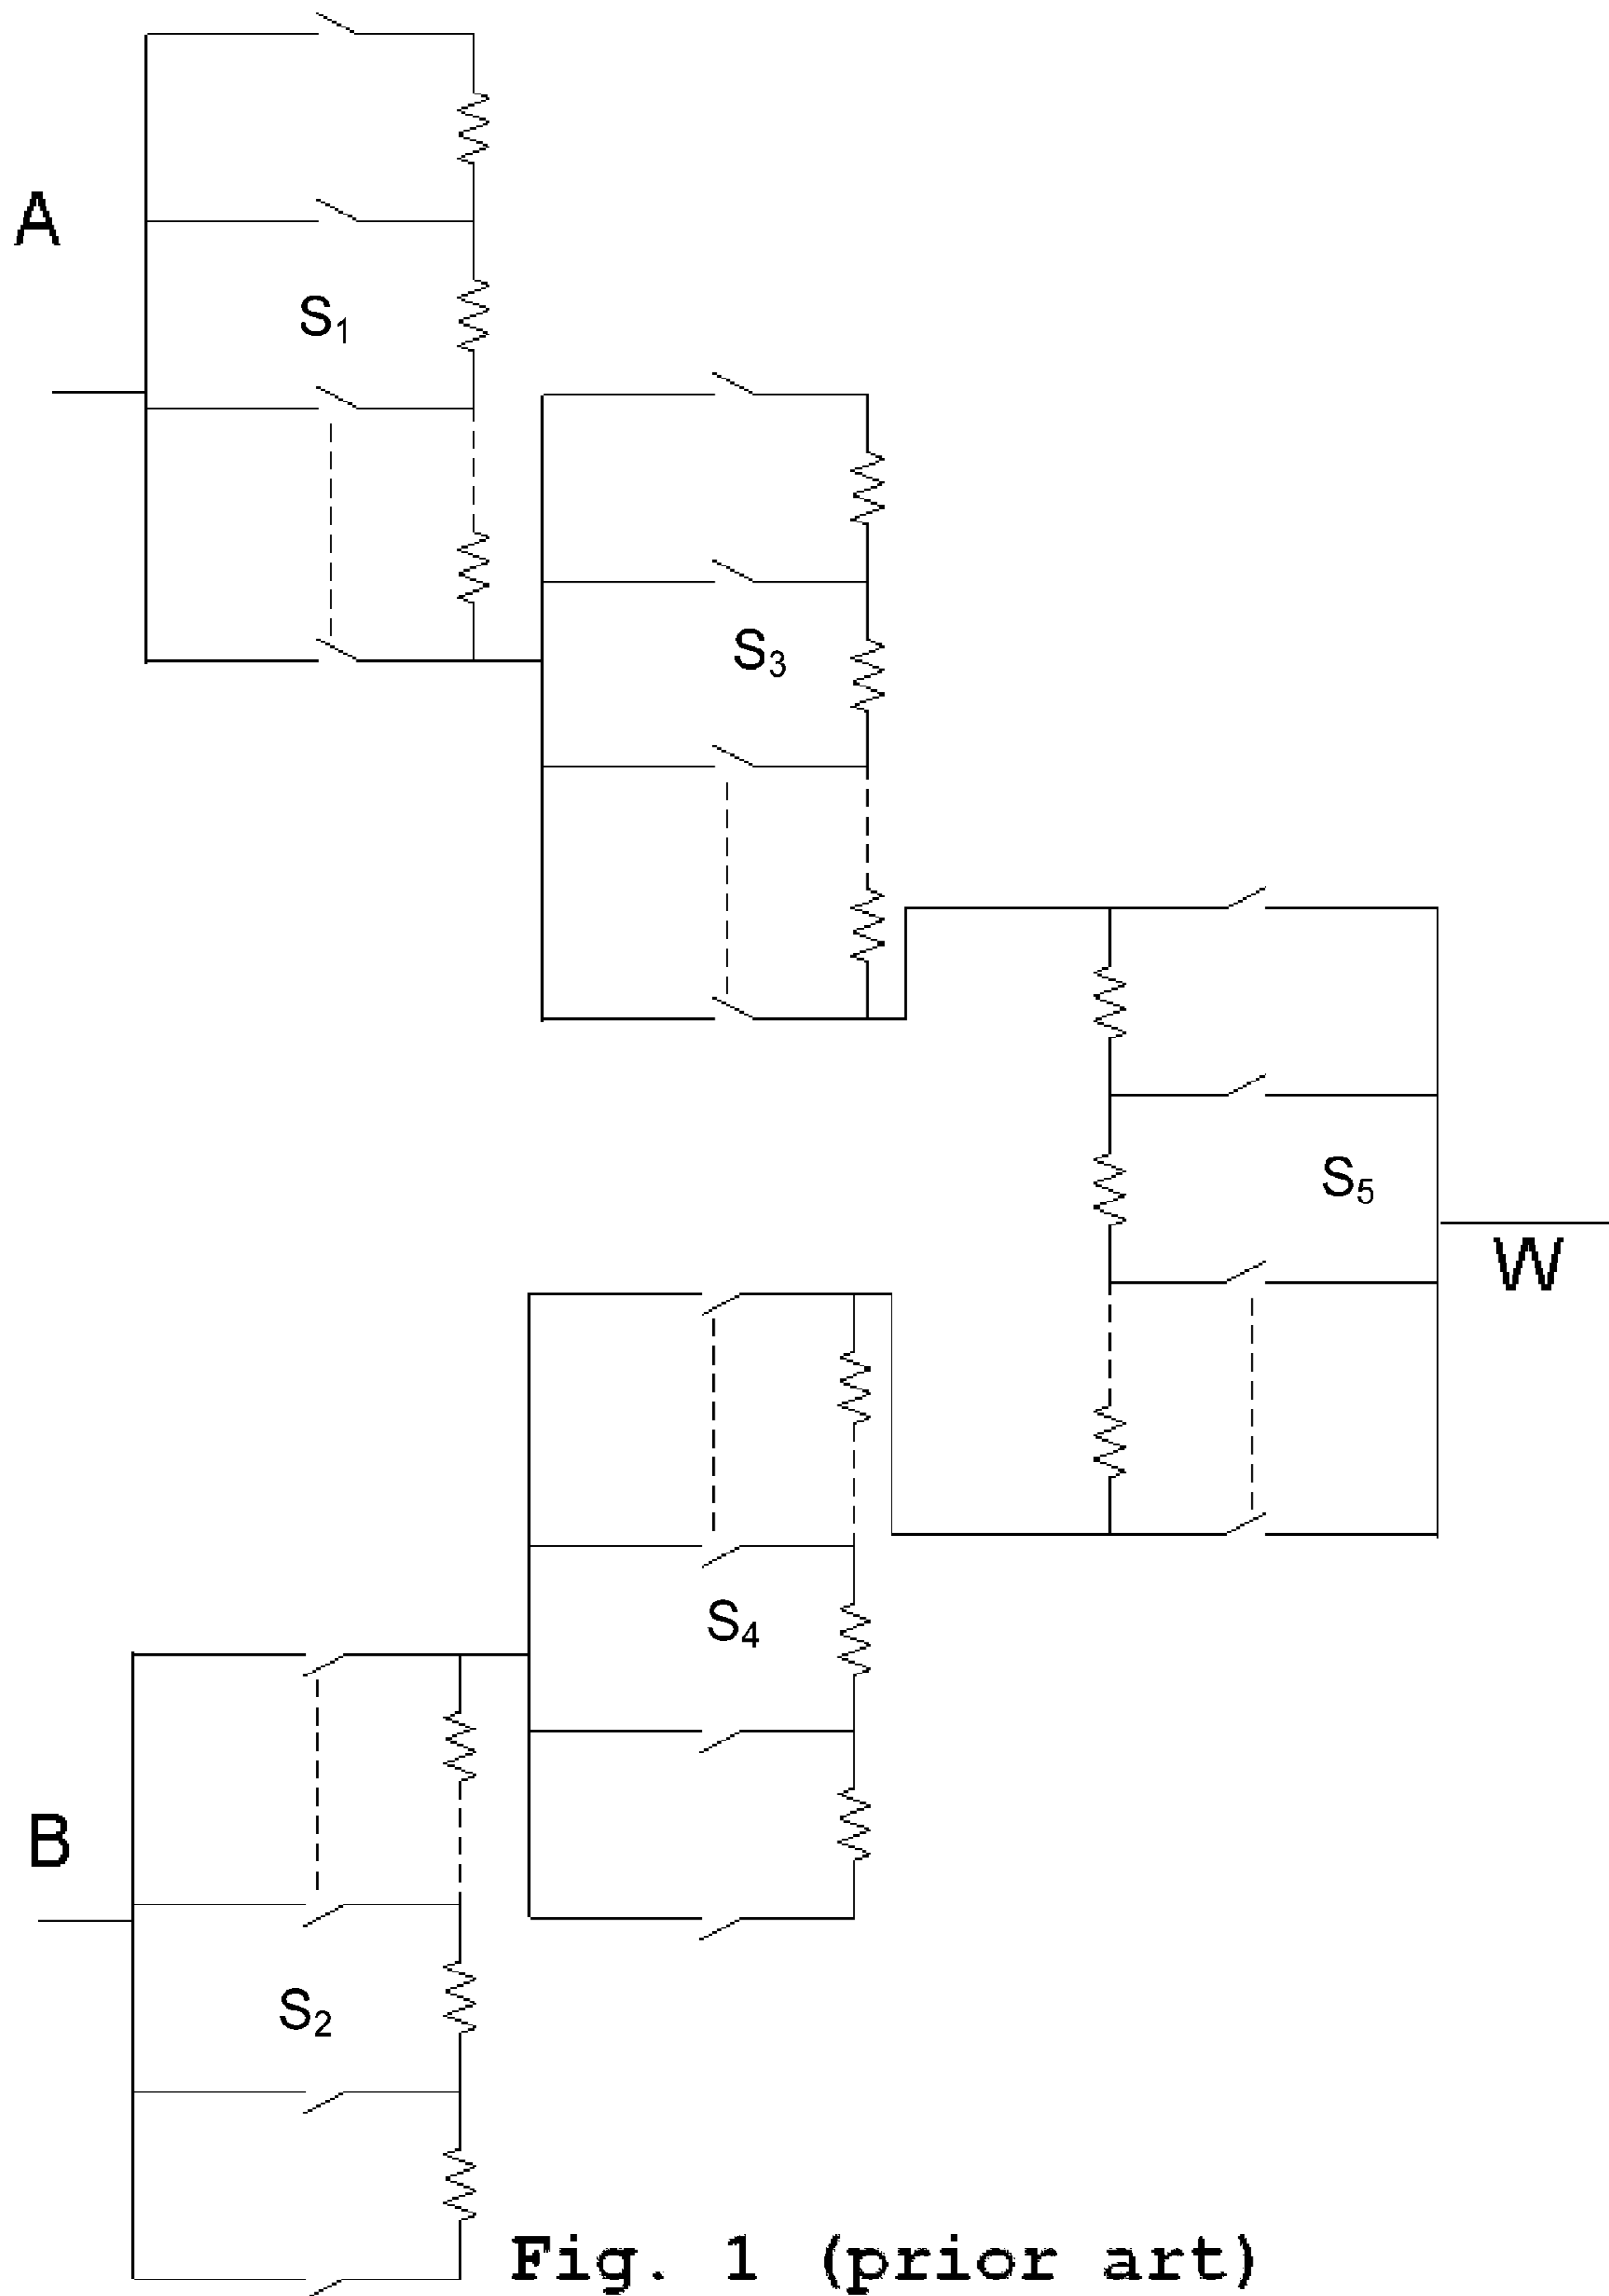 A
S₁
S₃
S₅
W
S₄
B
S₂
Fig. 1 (prior art)